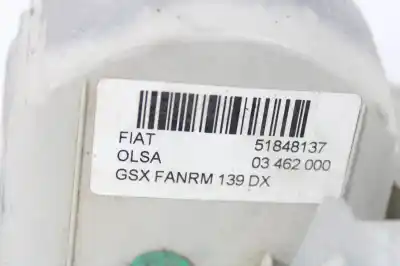 FIAT 51848137
OLSA 03 462 000
GSX FANRM 139 DX